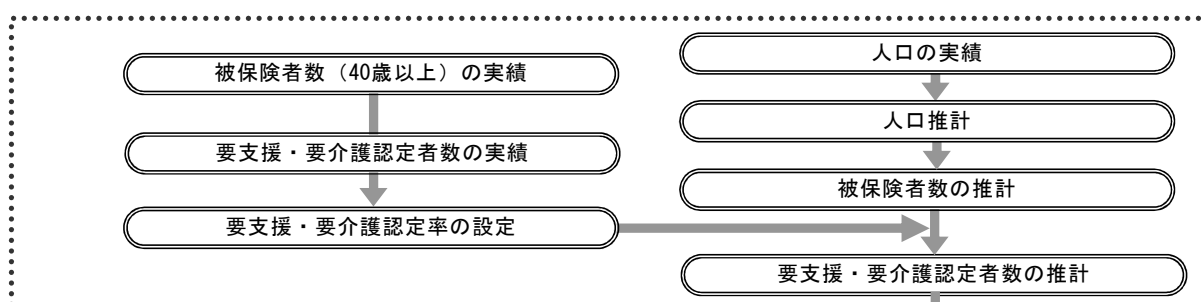 被保険者数（40歳以上）の実績
要支援・要介護認定者数の実績
要支援・要介護認定率の設定
人口の実績
人口推計
被保険者数の推計
要支援・要介護認定者数の推計